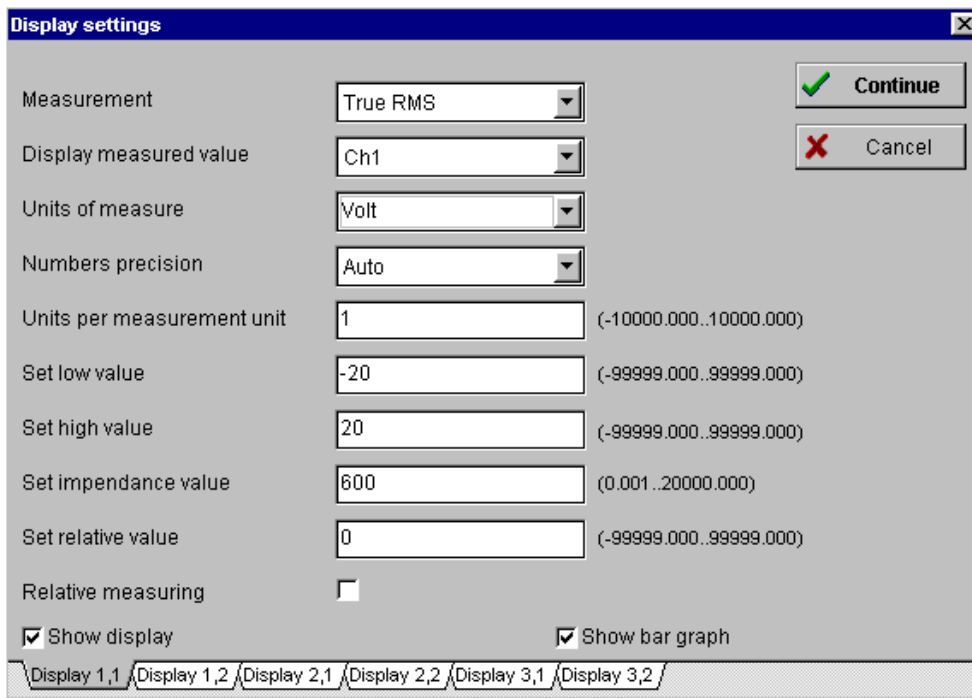 Display settings
Continue
Measurement True RMS
Cancel
Display measured value Ch1
Units of measure Volt
Numbers precision Auto
Units per measurement unit 1 (-10000.000..10000.000)
Set low value -20 (-99999.000..99999.000)
Set high value 20 (-99999.000..99999.000)
Set impendance value 600 (0.001..20000.000)
Set relative value 0 (-99999.000..99999.000)
Relative measuring
Show display Show bar graph
Display 1,1 Display 1,2 Display 2,1 Display 2,2 Display 3,1 Display 3,2